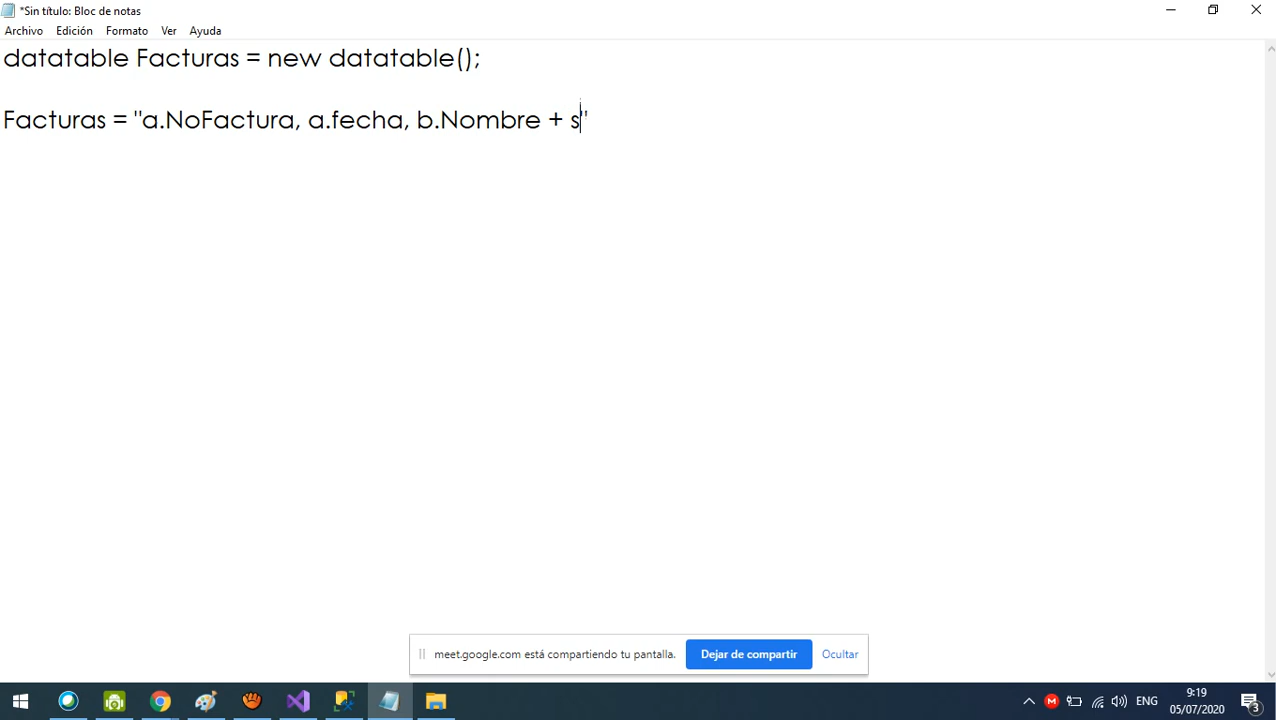 *Sin título: Bloc de notas
Archivo Edición Formato Ver Ayuda
datatable Facturas = new datatable();
Facturas = "a.NoFactura, a.fecha, b.Nombre + s"
meet.google.com está compartiendo tu pantalla. Dejar de compartir Ocultar
ENG
9:19
05/07/2020
3